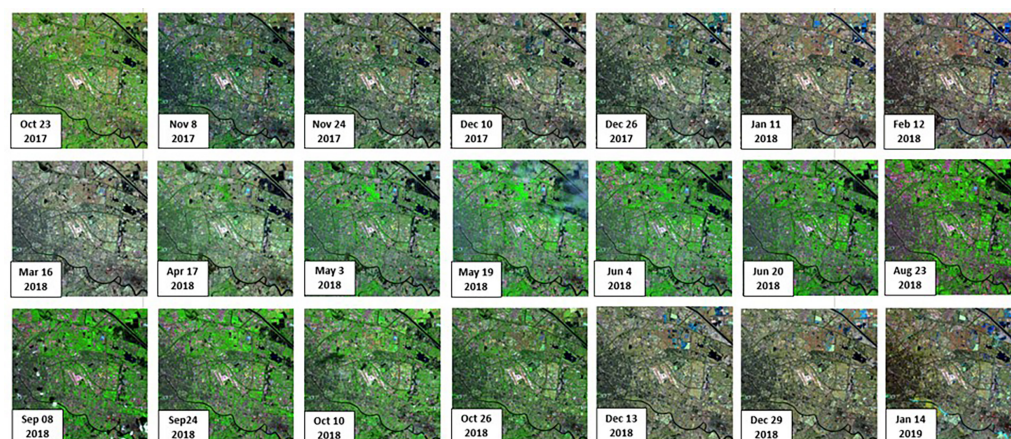 Oct 23
2017
Nov 8
2017
Nov 24
2017
Dec 10
2017
Dec 26
2017
Jan 11
2018
Feb 12
2018
Mar 16
2018
Apr 17
2018
May 3
2018
May 19
2018
Jun 4
2018
Jun 20
2018
Aug 23
2018
Sep 08
2018
Sep24
2018
Oct 10
2018
Oct 26
2018
Dec 13
2018
Dec 29
2018
Jan 14
2019